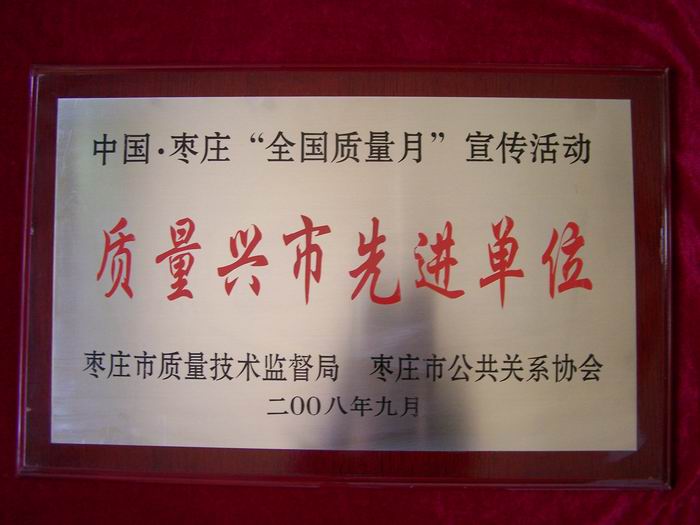 中国·枣庄“全国质量月”宣传活动
质量兴市先进单位
枣庄市质量技术监督局 枣庄市公共关系协会
二〇〇八年九月